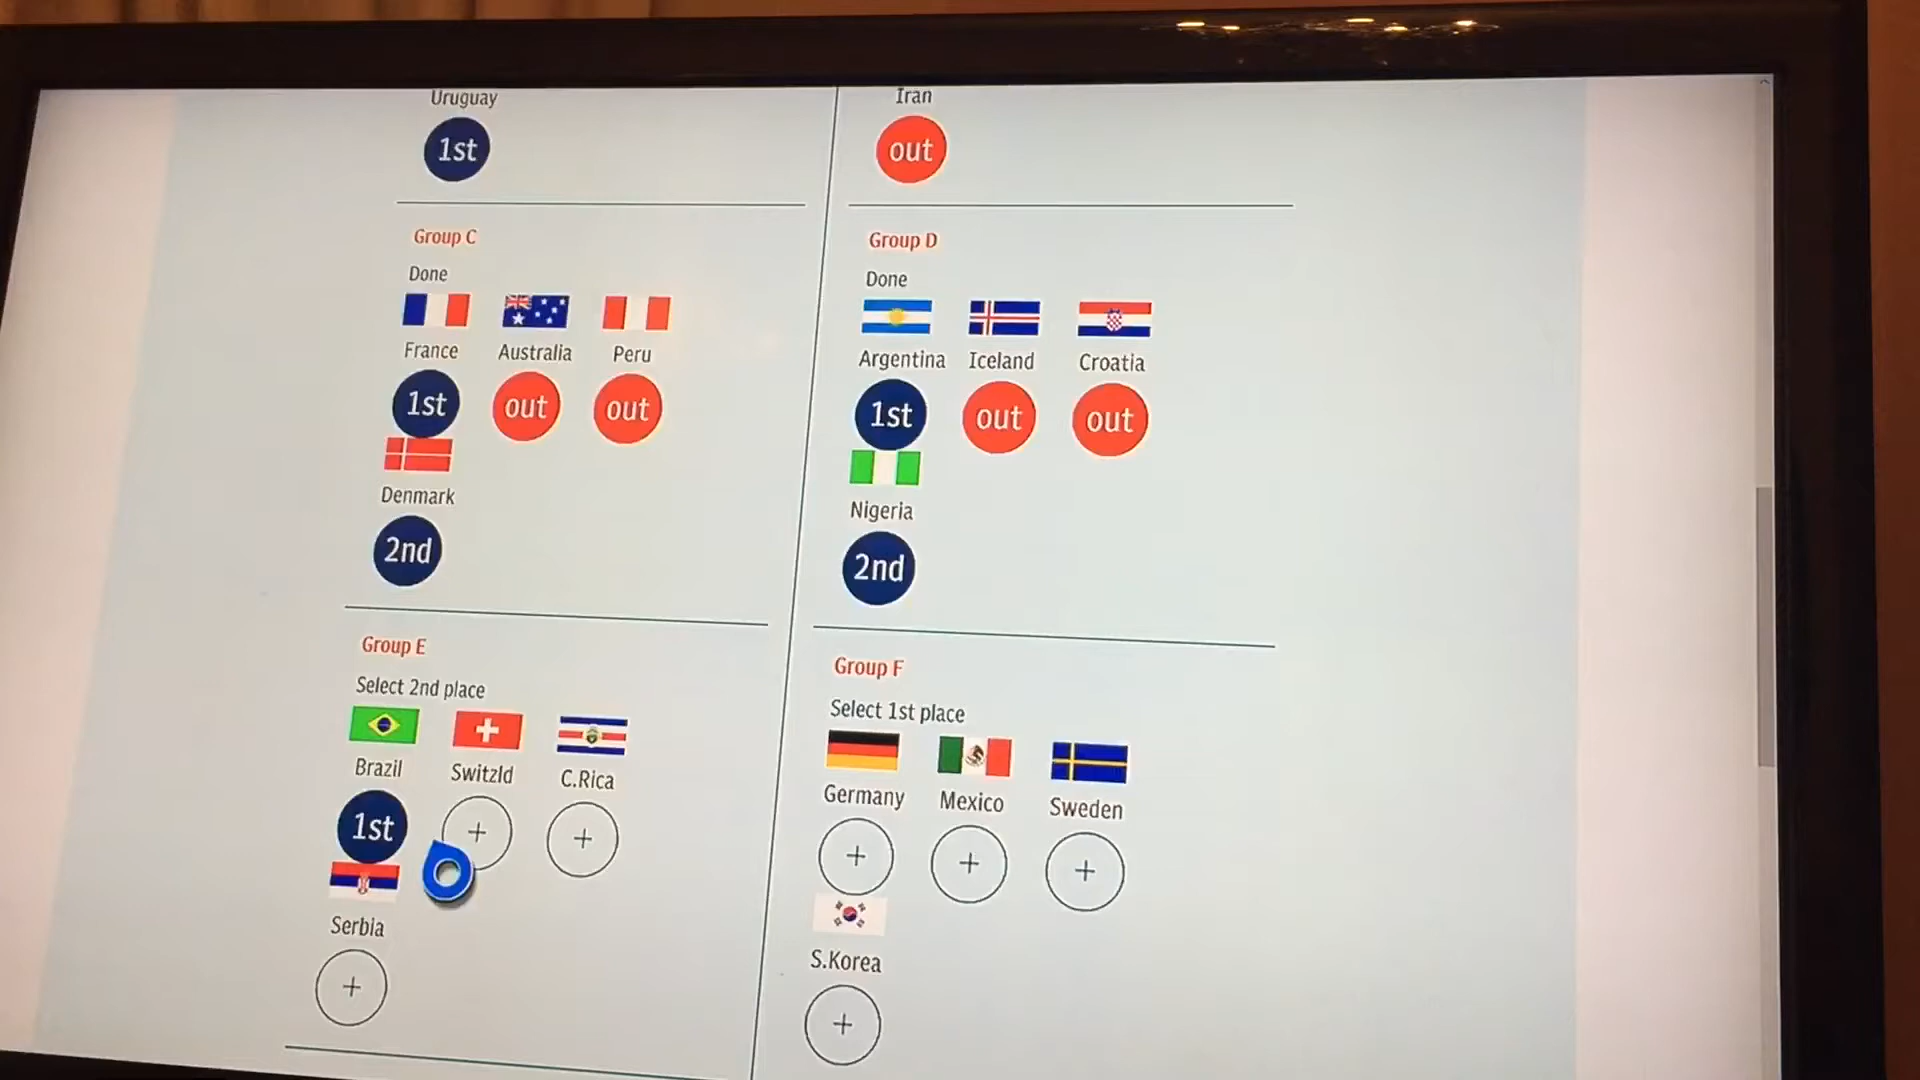 Uruguay
1st
Iran
out
Group C
Done
France Australia Peru
1st out out
Denmark
2nd
Group D
Done
Argentina Iceland Croatia
1st out out
Nigeria
2nd
Group E
Select 2nd place
Brazil Switzld C.Rica
1st + +
Serbia
+
Group F
Select 1st place
Germany Mexico Sweden
+ + +
S.Korea
+